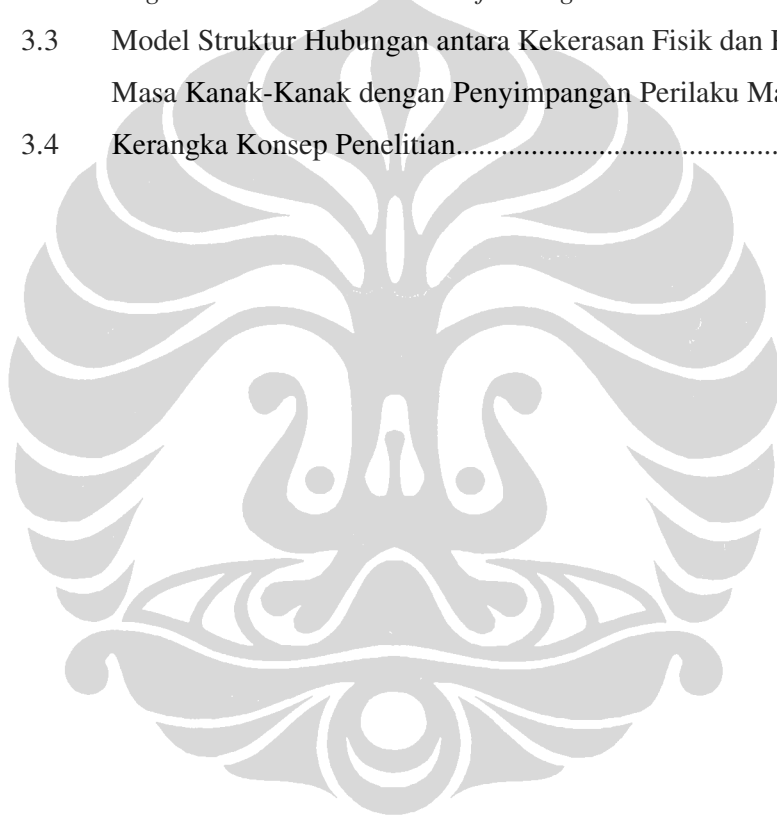 3.3 Model Struktur Hubungan antara Kekerasan Fisik dan
Masa Kanak-Kanak dengan Penyimpangan Perilaku
3.4 Kerangka Konsep Penelitian...........................................